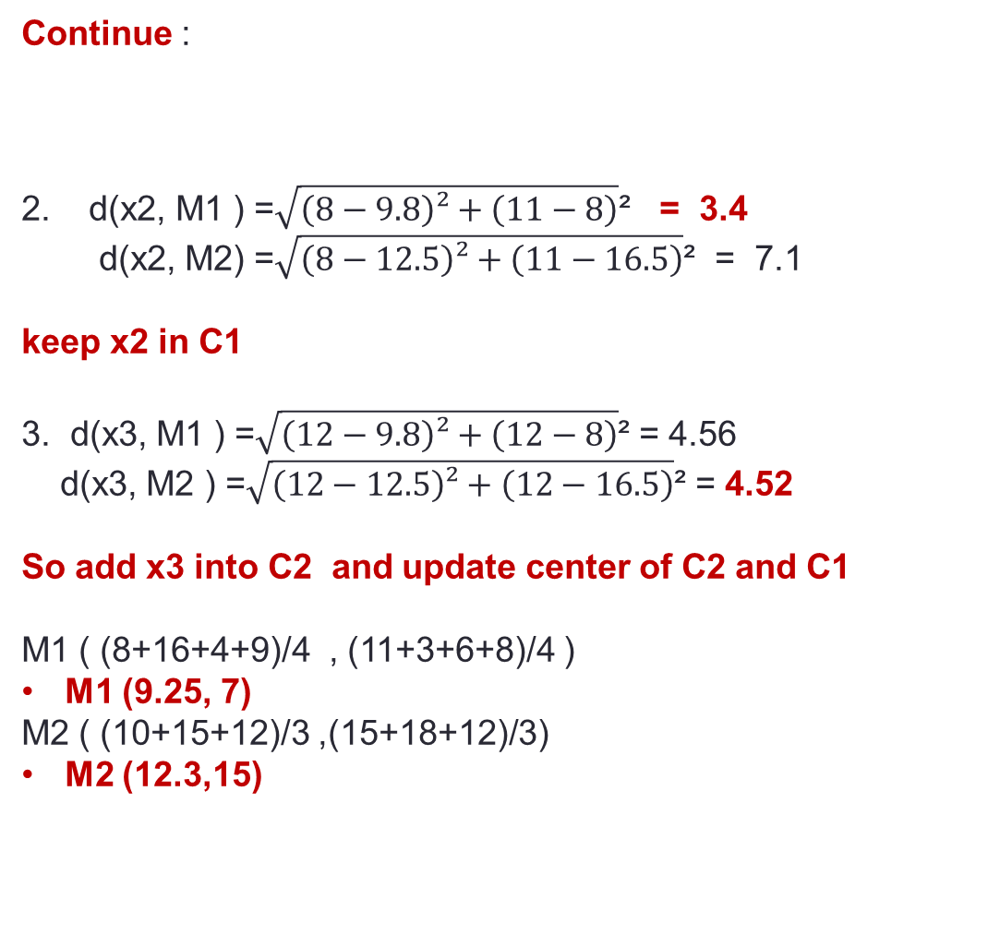 Continue :
2. d(x2, M1 ) =√(8 – 9.8)² + (11 – 8)² = 3.4
d(x2, M2) =√(8 – 12.5)² + (11 – 16.5)² = 7.1
keep x2 in C1
3. d(x3, M1 ) =√(12 – 9.8)² + (12 – 8)² = 4.56
d(x3, M2 ) =√(12 – 12.5)² + (12 – 16.5)² = 4.52
So add x3 into C2 and update center of C2 and C1
M1 ( (8+16+4+9)/4 , (11+3+6+8)/4 )
• M1 (9.25, 7)
M2 ( (10+15+12)/3 ,(15+18+12)/3)
• M2 (12.3,15)